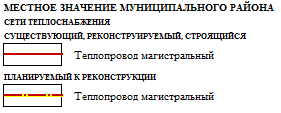 МЕСТНОЕ ЗНАЧЕНИЕ МУНИЦИПАЛЬНОГО РАЙОНА
СЕТИ ТЕПЛОСНАБЖЕНИЯ
СУЩЕСТВУЮЩИЙ, РЕКОНСТРУИРУЕМЫЙ, СТРОЯЩИЙСЯ
Теплопровод магистральный
ПЛАНИРУЕМЫЙ К РЕКОНСТРУКЦИИ
Теплопровод магистральный